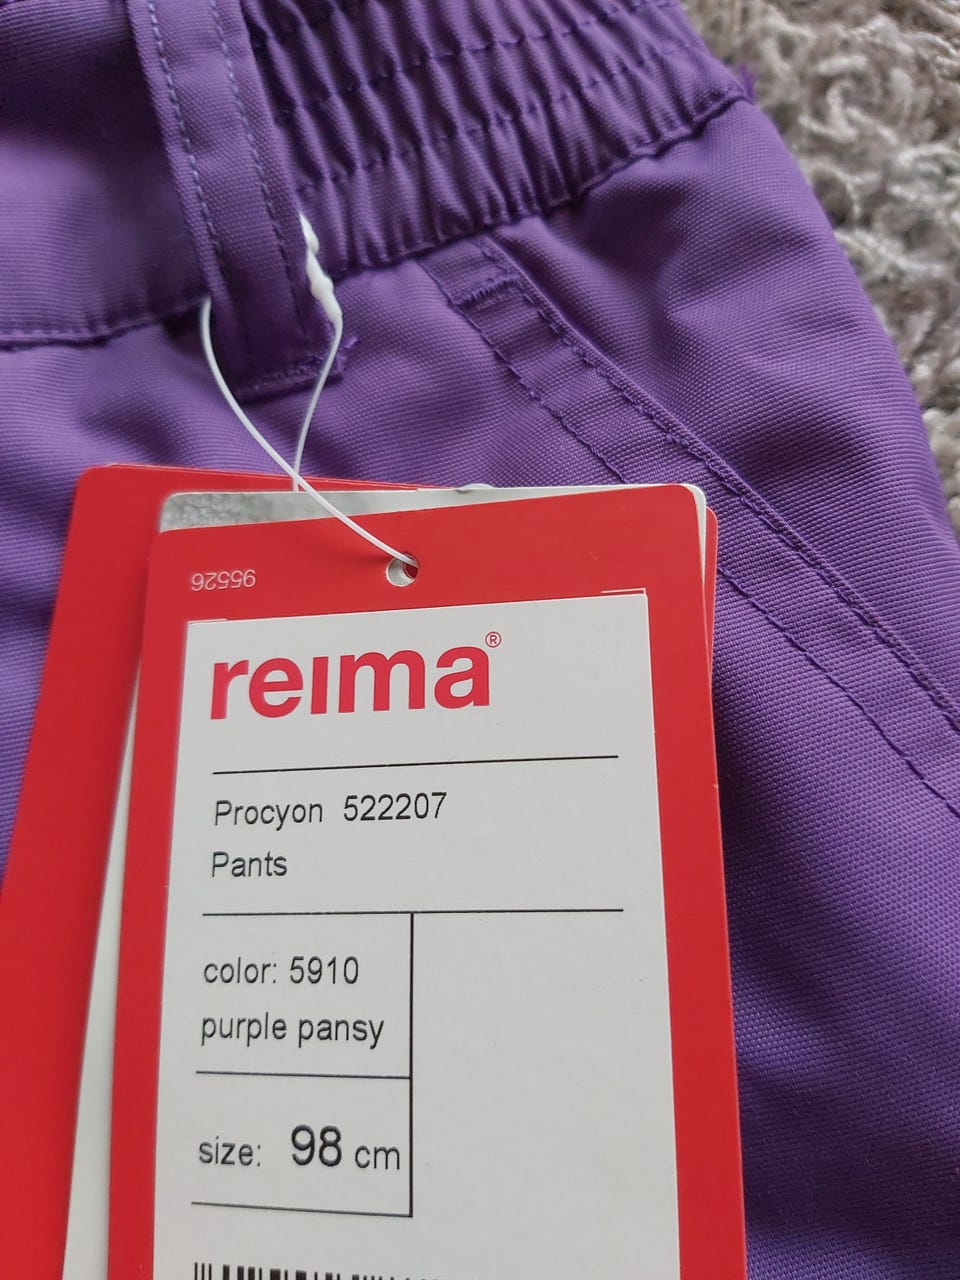 95526
reima®
Procyon 522207
Pants
color: 5910
purple pansy
size: 98 cm